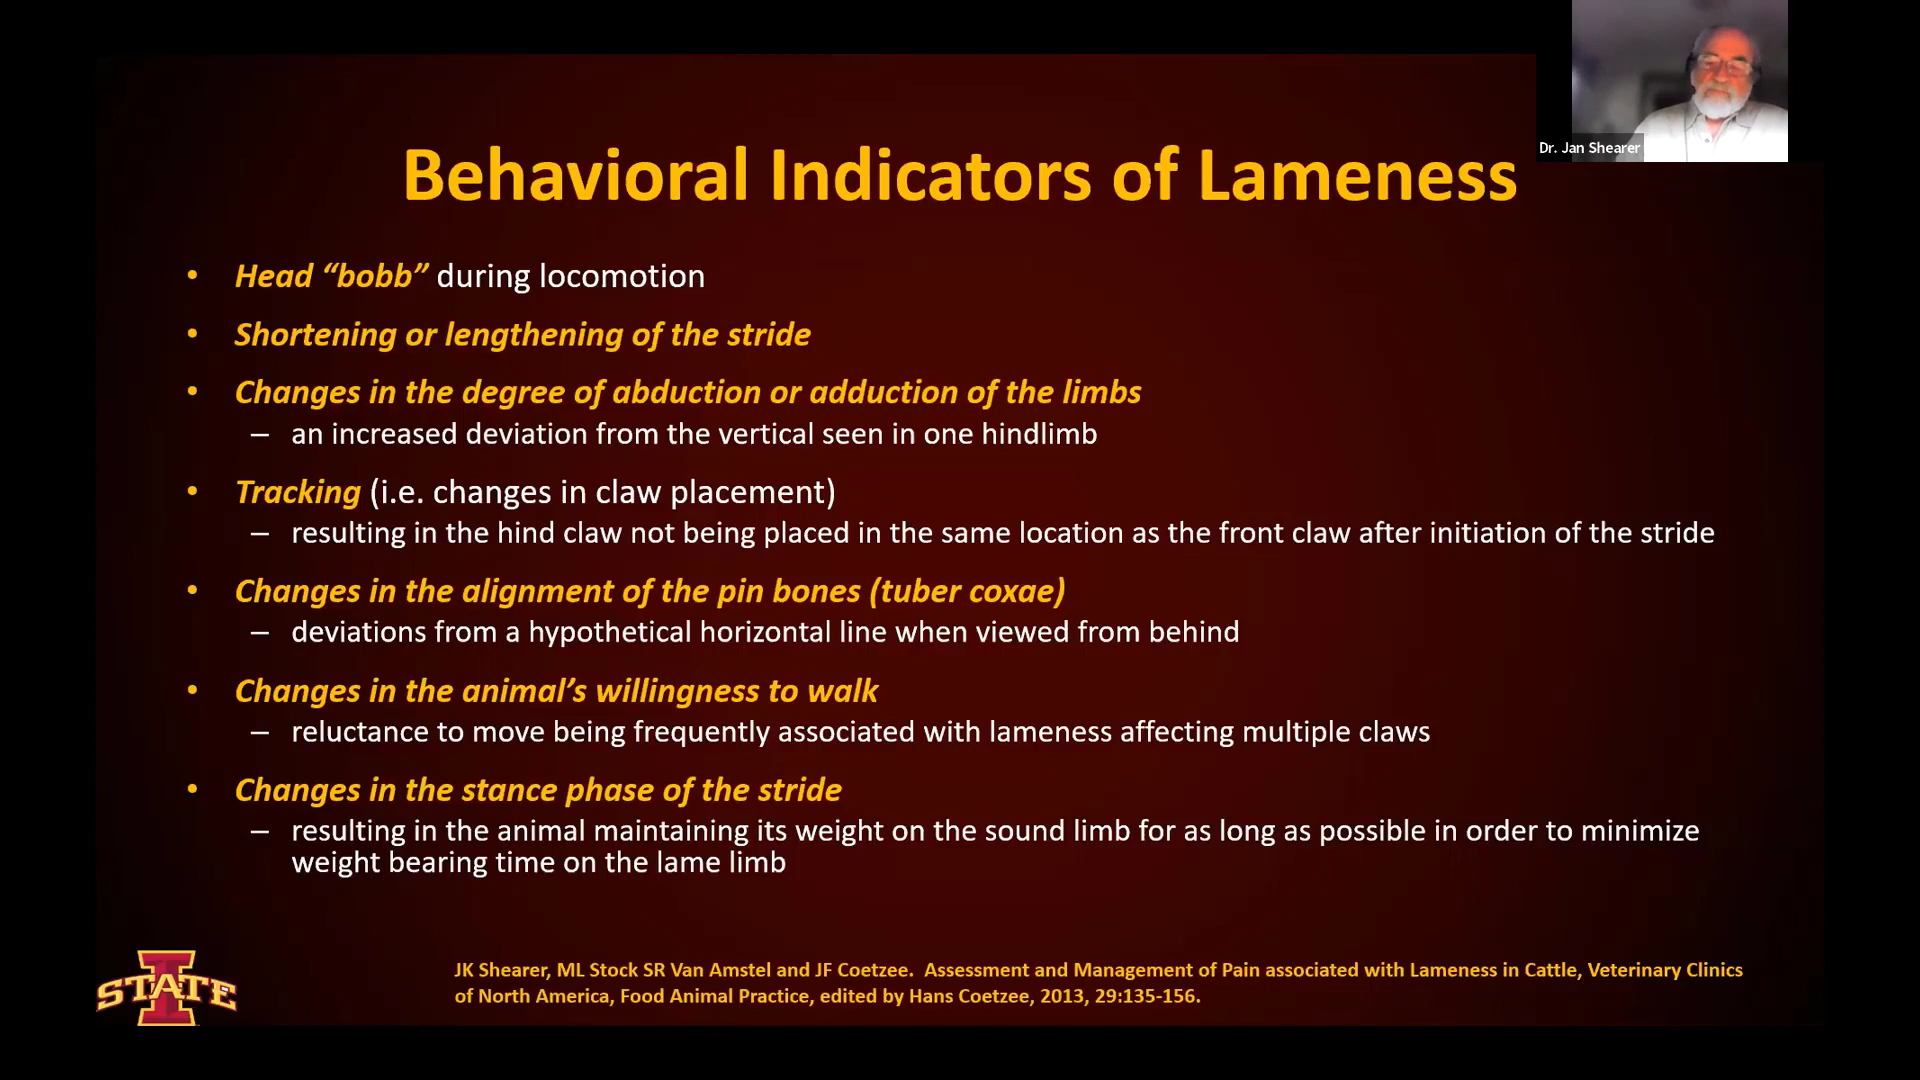 Dr. Jan Shearer
Behavioral Indicators of Lameness
• Head “bobb” during locomotion
• Shortening or lengthening of the stride
• Changes in the degree of abduction or adduction of the limbs
– an increased deviation from the vertical seen in one hindlimb
• Tracking (i.e. changes in claw placement)
– resulting in the hind claw not being placed in the same location as the front claw after initiation of the stride
• Changes in the alignment of the pin bones (tuber coxae)
– deviations from a hypothetical horizontal line when viewed from behind
• Changes in the animal’s willingness to walk
– reluctance to move being frequently associated with lameness affecting multiple claws
• Changes in the stance phase of the stride
– resulting in the animal maintaining its weight on the sound limb for as long as possible in order to minimize
weight bearing time on the lame limb
I
STATE
JK Shearer, ML Stock SR Van Amstel and JF Coetzee. Assessment and Management of Pain associated with Lameness in Cattle, Veterinary Clinics
of North America, Food Animal Practice, edited by Hans Coetzee, 2013, 29:135-156.